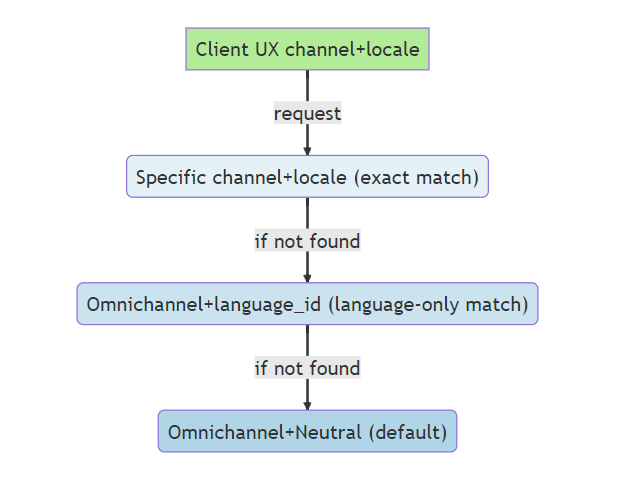 Client UX channel+locale
request
Specific channel+locale (exact match)
if not found
Omnichannel+language_id (language-only match)
if not found
Omnichannel+Neutral (default)